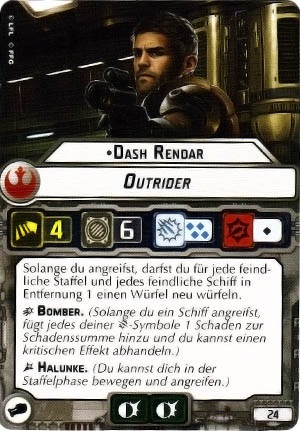 © LFL © FFG
•Dash Rendar
Outrider
4 6
Solange du angreifst, darfst du für jede feind-
liche Staffel und jedes feindliche Schiff in
Entfernung 1 einen Würfel neu würfeln.
Bomber. (Solange du ein Schiff angreifst,
fügt jedes deiner -Symbole 1 Schaden zur
Schadenssumme hinzu und du kannst einen
kritischen Effekt abhandeln.)
Halunke. (Du kannst dich in der
Staffelphase bewegen und angreifen.)
24